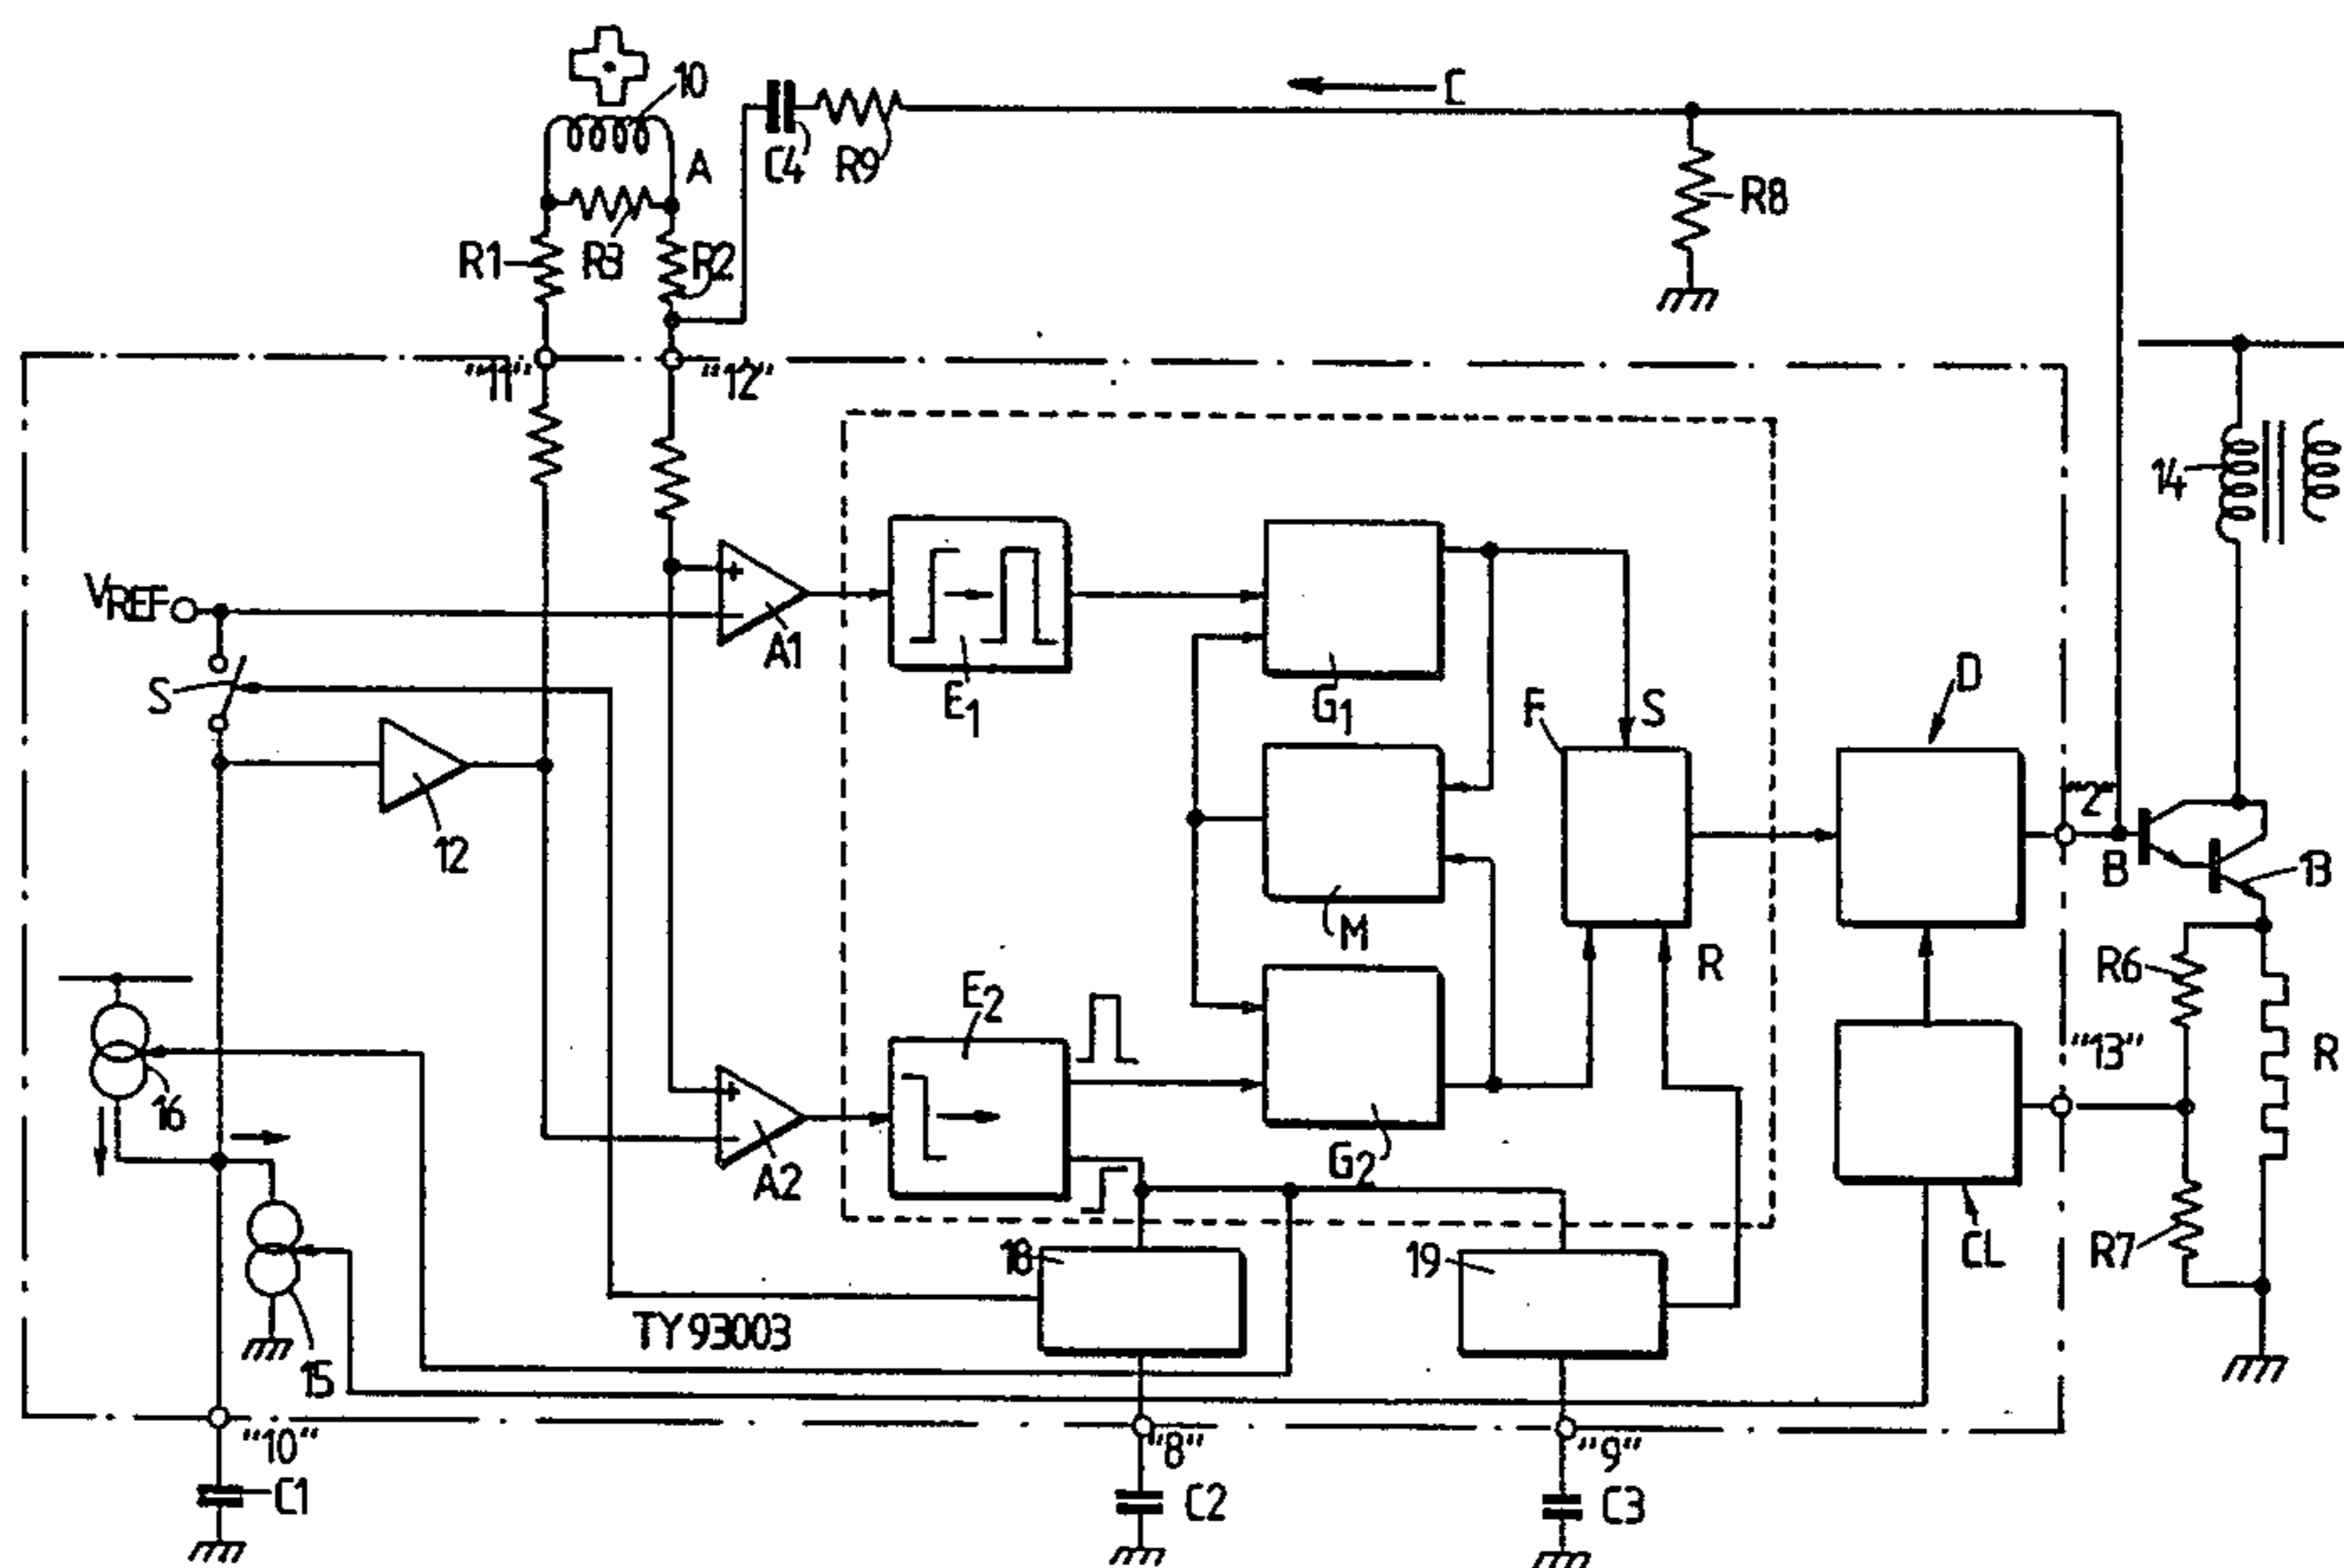 10
C
A
C4
R9
R8
R1
R3
R2
"11"
"12"
14
VREF
A1
S
E1
G1
F
S
D
12
"2"
B
13
M
E2
R
R6
"13"
R
16
A2
G2
18
19
CL
R7
TY 93003
15
"10"
"8"
"9"
C1
C2
C3